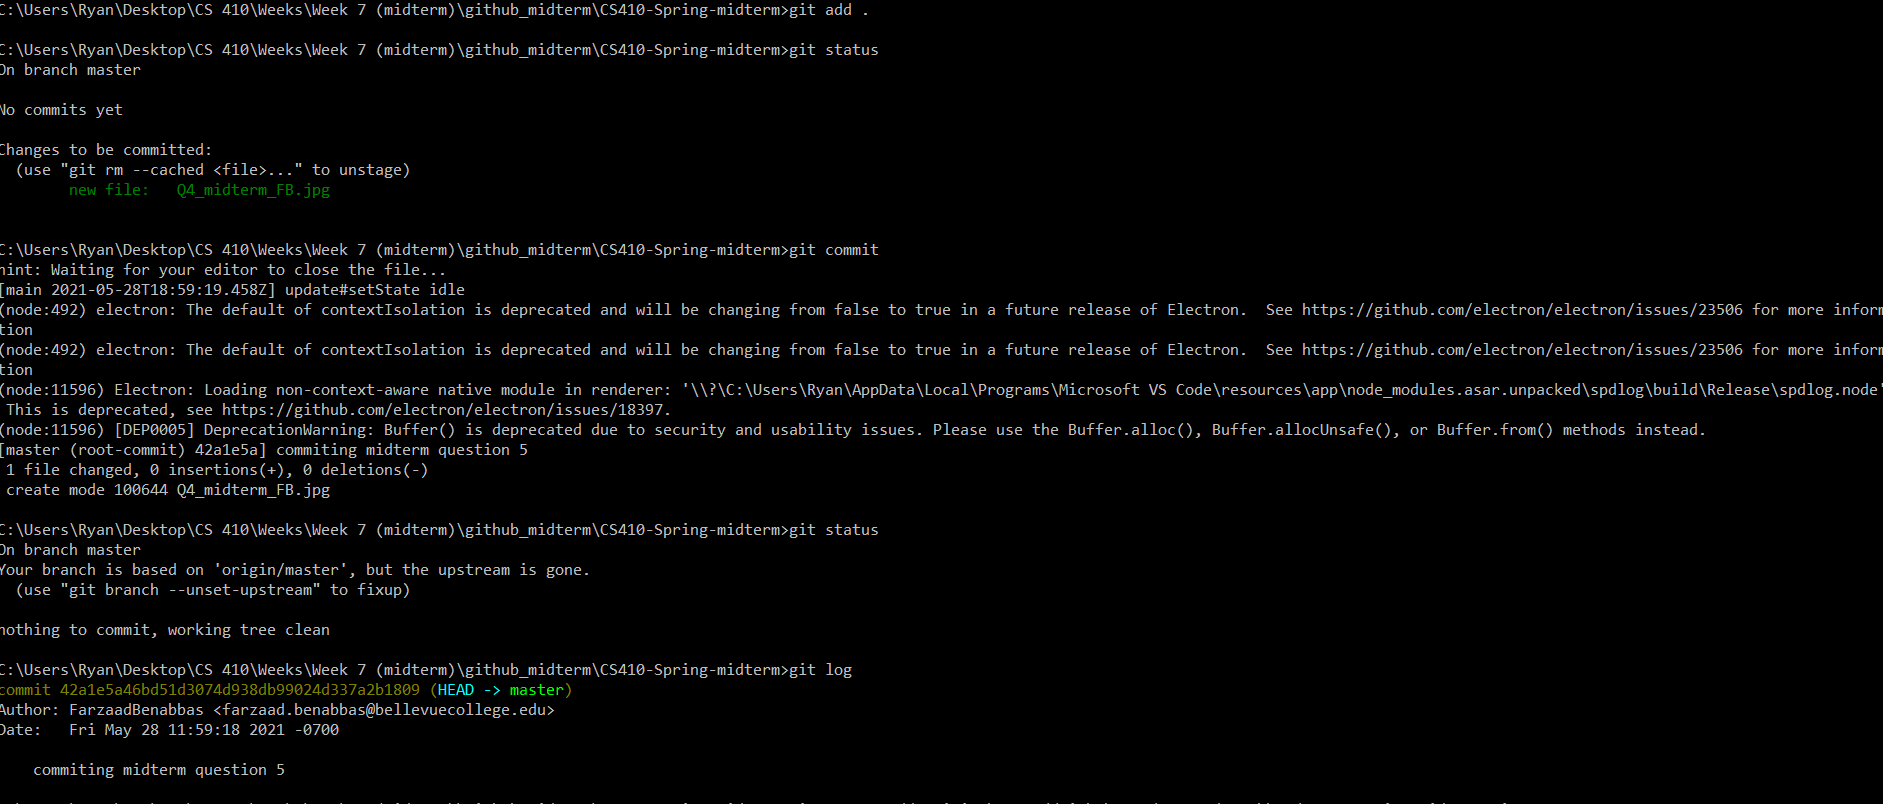 C:\Users\Ryan\Desktop\CS 410\Weeks\Week 7 (midterm)\github_midterm\CS410-Spring-midterm>git add .
C:\Users\Ryan\Desktop\CS 410\Weeks\Week 7 (midterm)\github_midterm\CS410-Spring-midterm>git status
On branch master
No commits yet
Changes to be committed:
(use "git rm --cached <file>..." to unstage)
new file: Q4_midterm_FB.jpg
C:\Users\Ryan\Desktop\CS 410\Weeks\Week 7 (midterm)\github_midterm\CS410-Spring-midterm>git commit
hint: Waiting for your editor to close the file...
[main 2021-05-28T18:59:19.458Z] update#setState idle
(node:492) electron: The default of contextIsolation is deprecated and will be changing from false to true in a future release of Electron.  See https://github.com/electron/electron/issues/23506 for more inform
tion
(node:492) electron: The default of contextIsolation is deprecated and will be changing from false to true in a future release of Electron.  See https://github.com/electron/electron/issues/23506 for more inform
tion
(node:11596) Electron: Loading non-context-aware native module in renderer: '\\?\C:\Users\Ryan\AppData\Local\Programs\Microsoft VS Code\resources\app\node_modules.asar.unpacked\spdlog\build\Release\spdlog.node'
This is deprecated, see https://github.com/electron/electron/issues/18397.
(node:11596) [DEP0005] DeprecationWarning: Buffer() is deprecated due to security and usability issues. Please use the Buffer.alloc(), Buffer.allocUnsafe(), or Buffer.from() methods instead.
[master (root-commit) 42a1e5a] commiting midterm question 5
1 file changed, 0 insertions(+), 0 deletions(-)
create mode 100644 Q4_midterm_FB.jpg
C:\Users\Ryan\Desktop\CS 410\Weeks\Week 7 (midterm)\github_midterm\CS410-Spring-midterm>git status
On branch master
Your branch is based on 'origin/master', but the upstream is gone.
(use "git branch --unset-upstream" to fixup)
nothing to commit, working tree clean
C:\Users\Ryan\Desktop\CS 410\Weeks\Week 7 (midterm)\github_midterm\CS410-Spring-midterm>git log
commit 42a1e5a46bd51d3074d938db99024d337a2b1809 (HEAD -> master)
Author: FarzaadBenabbas <farzaad.benabbas@bellevuecollege.edu>
Date:   Fri May 28 11:59:18 2021 -0700
commiting midterm question 5